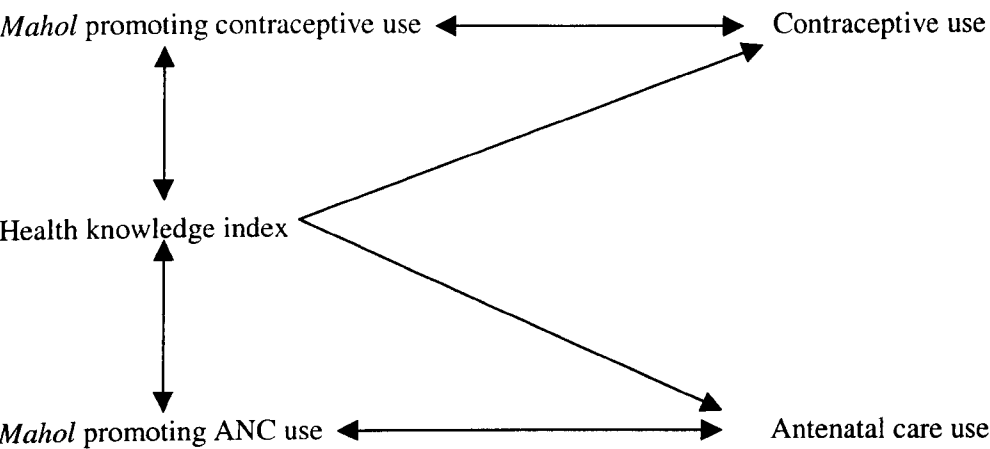 Mahol promoting contraceptive use
Contraceptive use
Health knowledge index
Mahol promoting ANC use
Antenatal care use